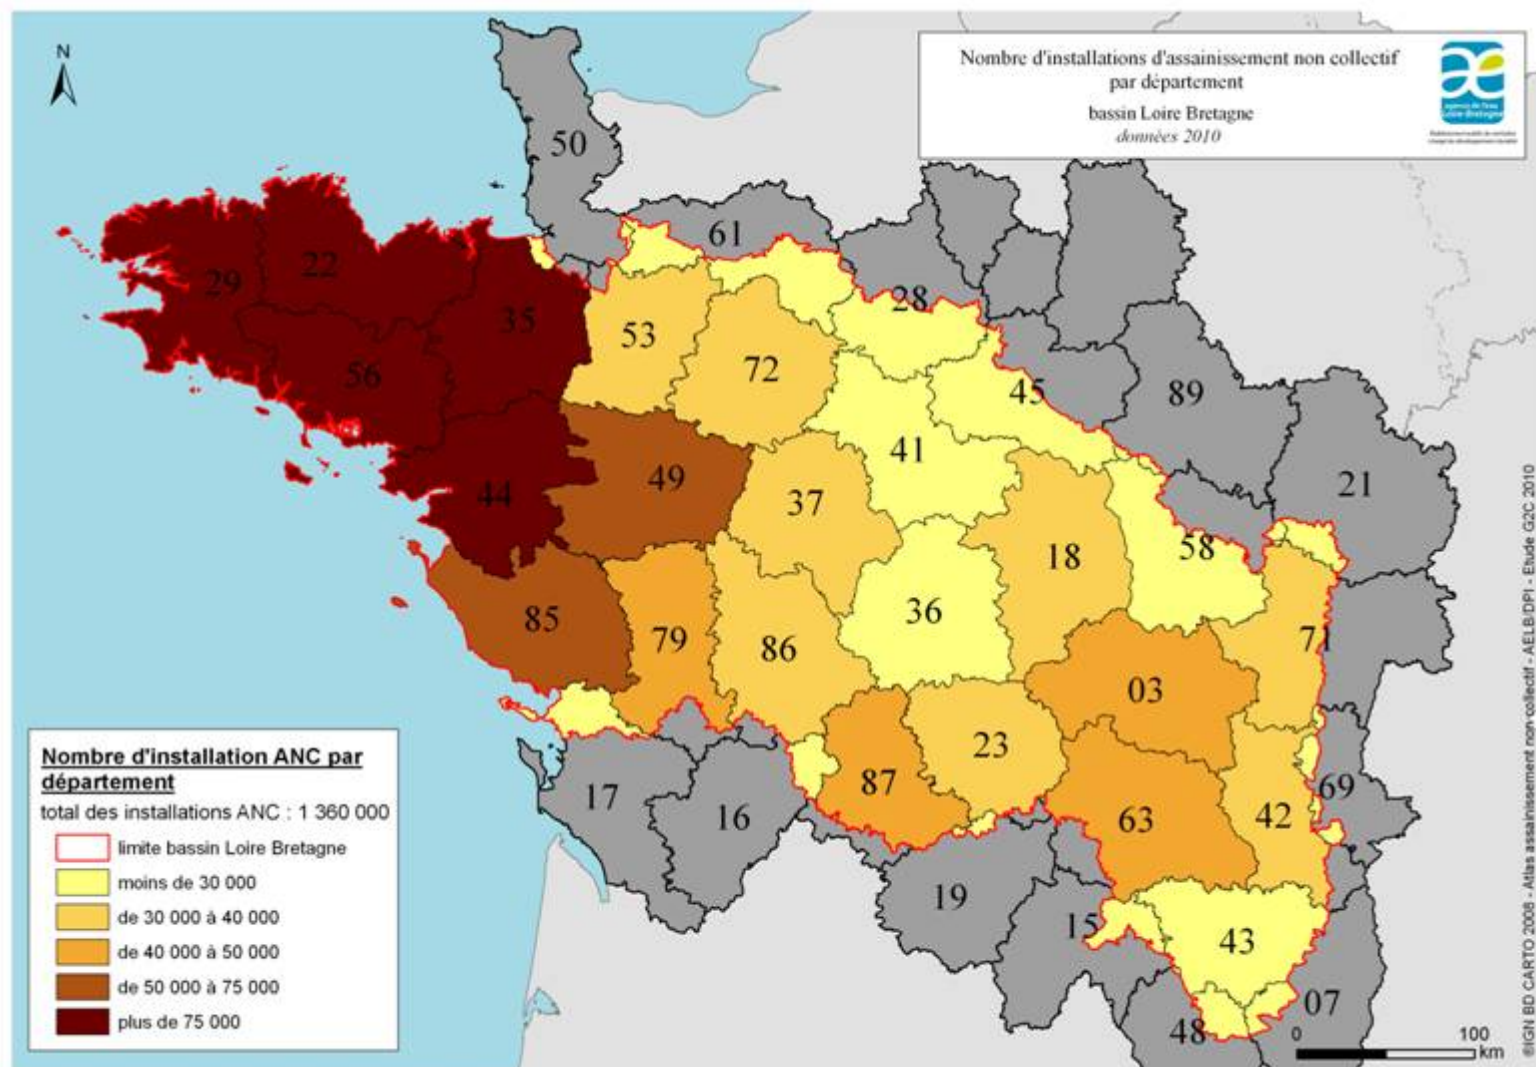 N
Nombre d'installations d'assainissement non collectif
par département
bassin Loire Bretagne
données 2010
agence de l'eau
Loire-Bretagne
50
61
22
29
35
28
53
56
72
45
89
41
49
21
37
44
58
18
36
85
79
86
71
03
23
87
17
16
63
42
69
19
15
43
07
48
Nombre d'installation ANC par
département
total des installations ANC : 1 360 000
limite bassin Loire Bretagne
moins de 30 000
de 30 000 à 40 000
de 40 000 à 50 000
de 50 000 à 75 000
plus de 75 000
0 100
km
©IGN BD CARTO 2008 - Atlas assainissement non-collectif - AELB/DPI - Etude G2C 2010